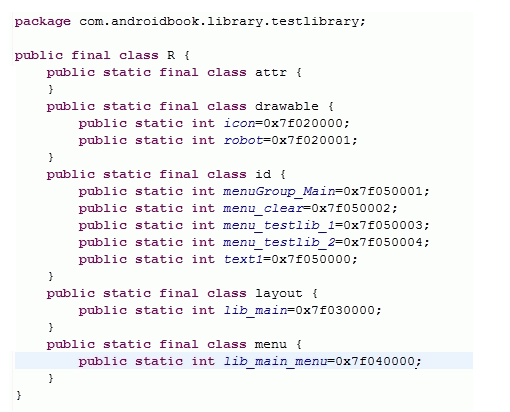 package com.androidbook.library.testlibrary;
public final class R {
public static final class attr {
}
public static final class drawable {
public static int icon=0x7f020000;
public static int robot=0x7f020001;
}
public static final class id {
public static int menuGroup_Main=0x7f050001;
public static int menu_clear=0x7f050002;
public static int menu_testlib_1=0x7f050003;
public static int menu_testlib_2=0x7f050004;
public static int text1=0x7f050000;
}
public static final class layout {
public static int lib_main=0x7f030000;
}
public static final class menu {
public static int lib_main_menu=0x7f040000;
}
}